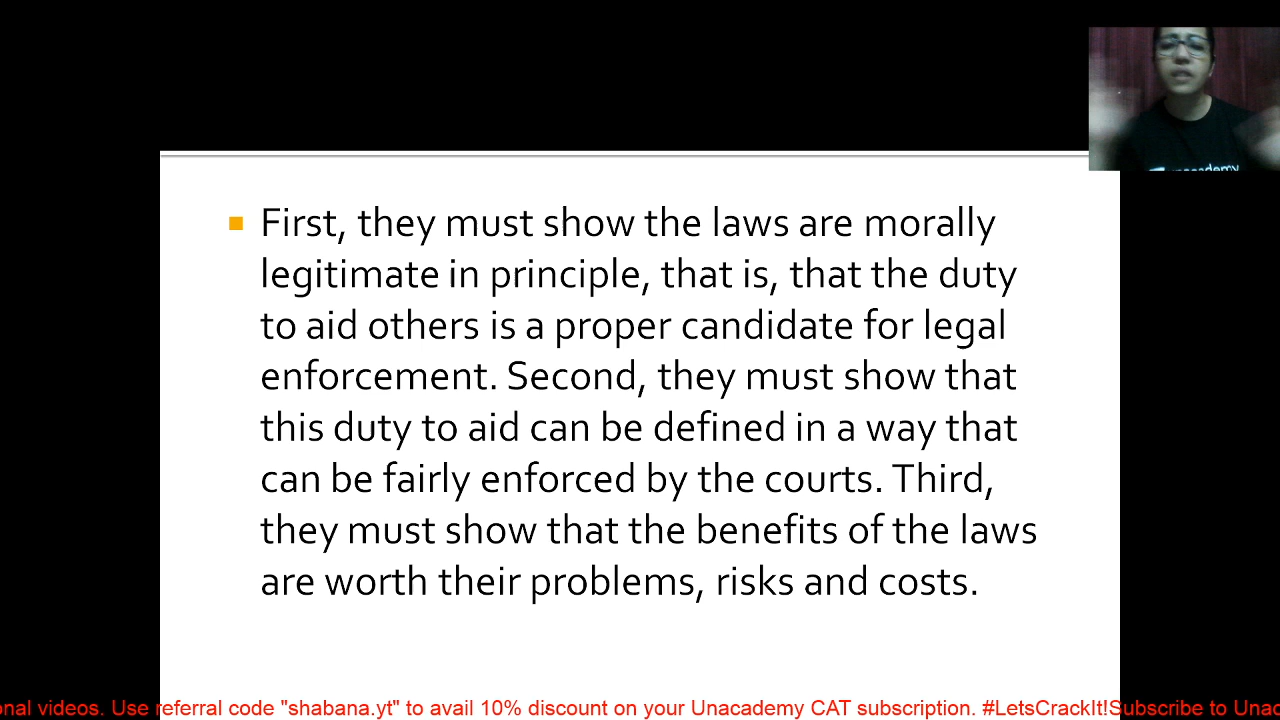 unacademy
First, they must show the laws are morally
legitimate in principle, that is, that the duty
to aid others is a proper candidate for legal
enforcement. Second, they must show that
this duty to aid can be defined in a way that
can be fairly enforced by the courts. Third,
they must show that the benefits of the laws
are worth their problems, risks and costs.
onal videos. Use referral code "shabana.yt" to avail 10% discount on your Unacademy CAT subscription. #LetsCrackIt!Subscribe to Unac